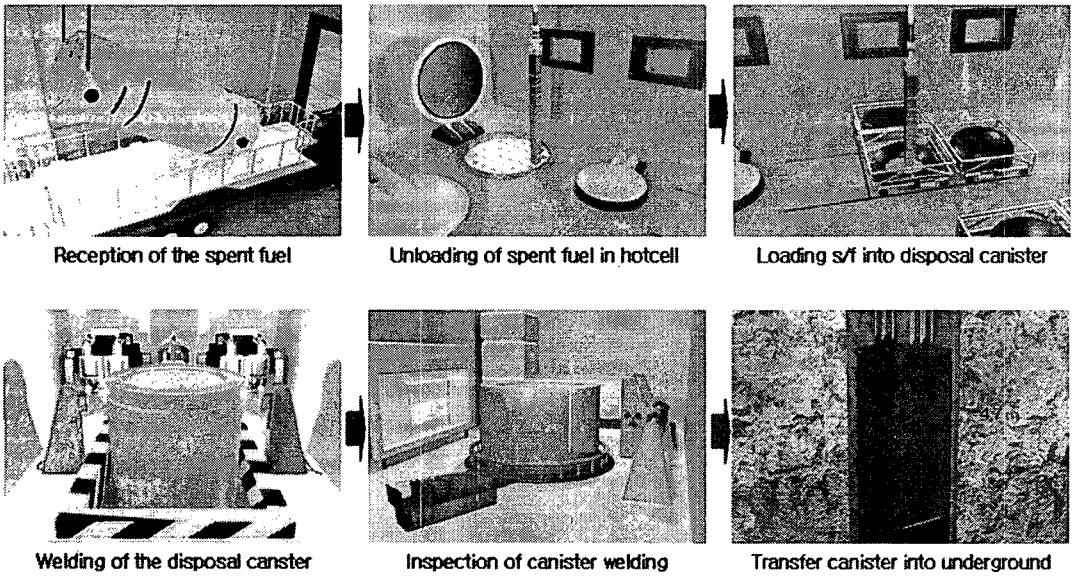 Reception of the spent fuel
Unloading of spent fuel in hotcell
Loading s/f into disposal canister
Welding of the disposal canster
Inspection of canister welding
Transfer canister into underground